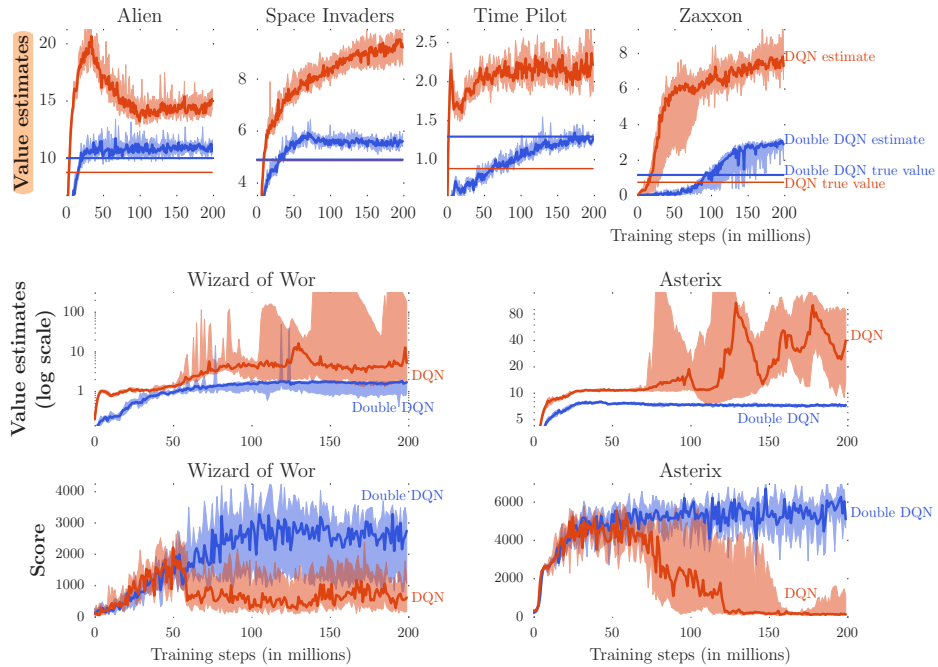 Alien Space Invaders Time Pilot Zaxxon
Value estimates
20
15
10
0 50 100 150 200
8
6
4
0 50 100 150 200
2.5
2.0
1.5
1.0
0 50 100 150 200
8
6
4
2
0
0 50 100 150 200
DQN estimate
Double DQN estimate
Double DQN true value
DQN true value
Training steps (in millions)
Wizard of Wor Asterix
Value estimates
(log scale)
100
10
1
DQN
Double DQN
0 50 100 150 200
80
40
20
10
5
DQN
Double DQN
0 50 100 150 200
Wizard of Wor Asterix
Score
4000
3000
2000
1000
0
Double DQN
DQN
0 50 100 150 200
Training steps (in millions)
6000
4000
2000
0
Double DQN
DQN
0 50 100 150 200
Training steps (in millions)